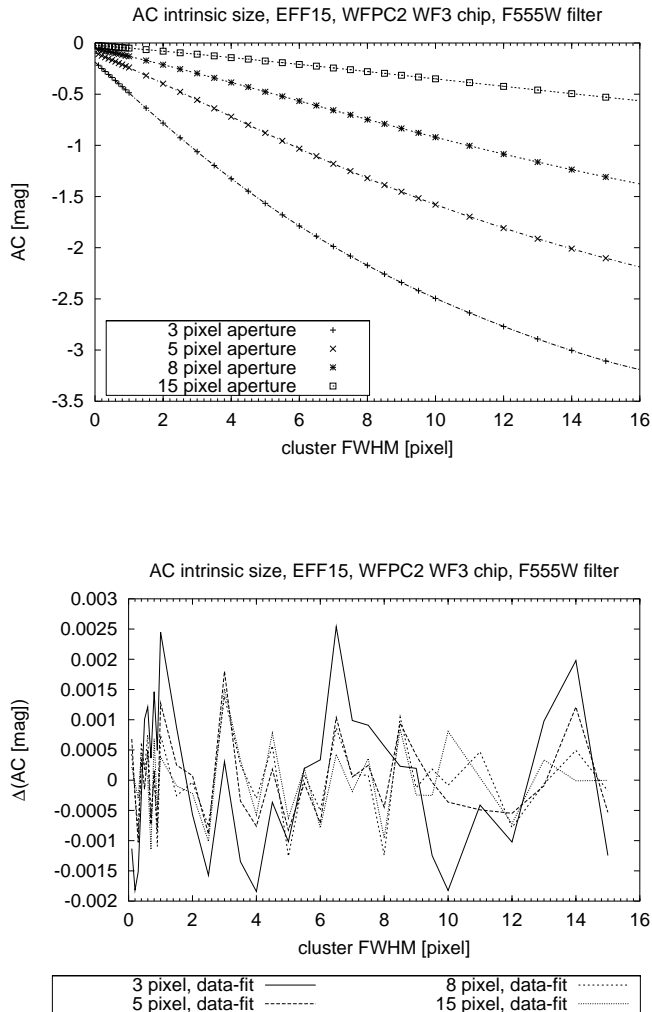 AC intrinsic size, EFF15, WFPC2 WF3 chip, F555W filter
0
-0.5
-1
-1.5
-2
-2.5
-3
-3.5
AC [mag]
3 pixel aperture
5 pixel aperture
8 pixel aperture
15 pixel aperture
0 2 4 6 8 10 12 14 16
cluster FWHM [pixel]
AC intrinsic size, EFF15, WFPC2 WF3 chip, F555W filter
0.003
0.0025
0.002
0.0015
0.001
0.0005
0
-0.0005
-0.001
-0.0015
-0.002
Δ(AC [mag])
0 2 4 6 8 10 12 14 16
cluster FWHM [pixel]
3 pixel, data-fit 8 pixel, data-fit
5 pixel, data-fit 15 pixel, data-fit